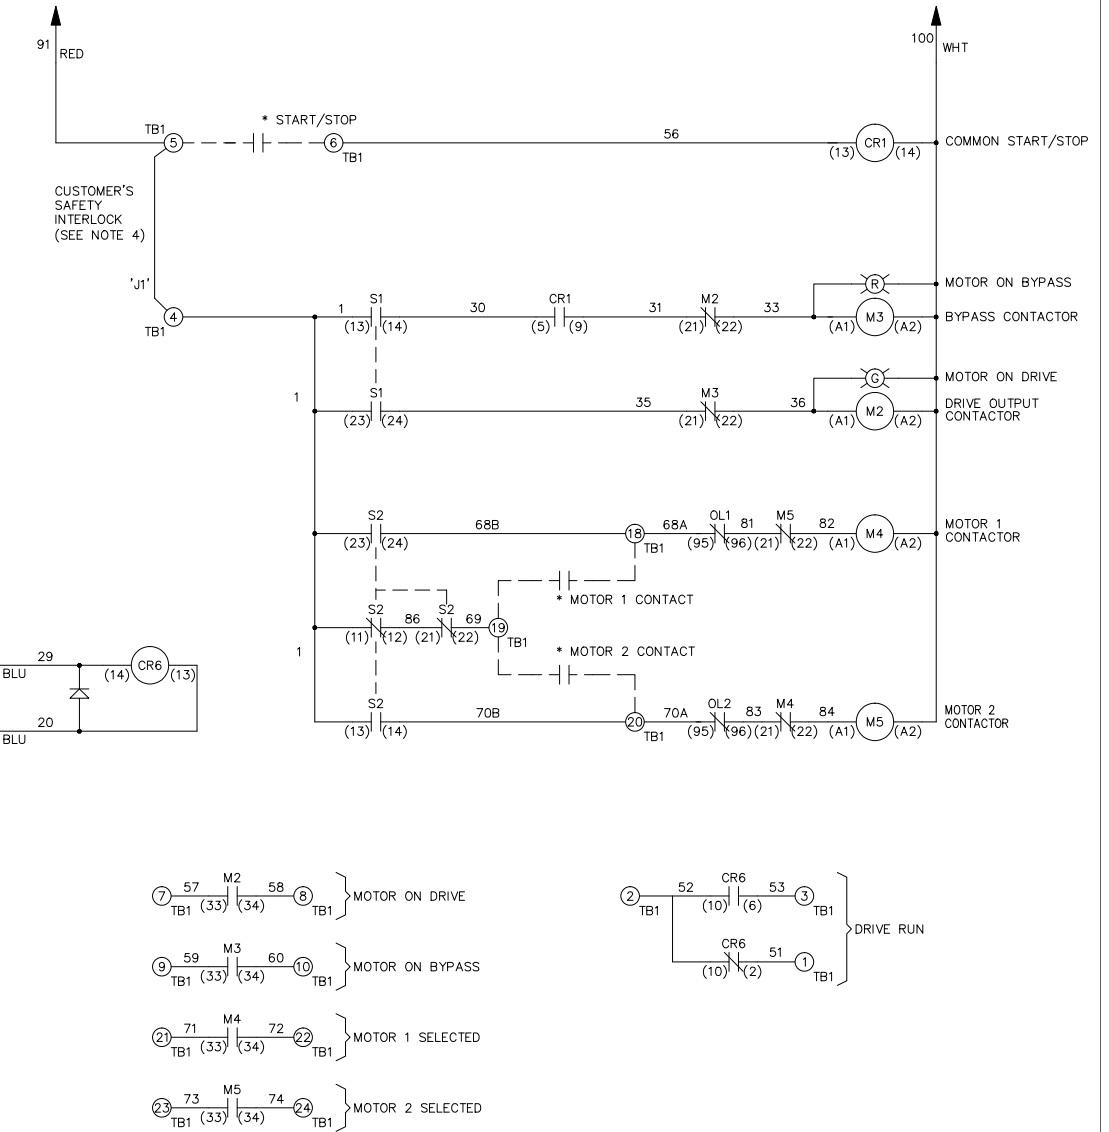 91
RED
100
WHT
* START/STOP
TB1
5
6
TB1
56
CR1
(13)
(14)
COMMON START/STOP
CUSTOMER'S
SAFETY
INTERLOCK
(SEE NOTE 4)
'J1'
4
TB1
R
MOTOR ON BYPASS
1
S1
(13)
(14)
30
CR1
(5)
(9)
31
M2
(21)
(22)
33
M3
(A1)
(A2)
BYPASS CONTACTOR
G
MOTOR ON DRIVE
1
S1
(23)
(24)
35
M3
(21)
(22)
36
M2
(A1)
(A2)
DRIVE OUTPUT
CONTACTOR
S2
(23)
(24)
68B
18
TB1
68A
OL1
(95)
(96)
81
M5
(21)
(22)
82
M4
(A1)
(A2)
MOTOR 1
CONTACTOR
* MOTOR 1 CONTACT
S2
(11)
(12)
86
S2
(21)
(22)
69
19
TB1
1
* MOTOR 2 CONTACT
29
BLU
(14)
CR6
(13)
20
BLU
S2
(13)
(14)
70B
20
TB1
70A
OL2
(95)
(96)
83
M4
(21)
(22)
84
M5
(A1)
(A2)
MOTOR 2
CONTACTOR
7
TB1
57
M2
(33)
(34)
58
8
TB1
MOTOR ON DRIVE
9
TB1
59
M3
(33)
(34)
60
10
TB1
MOTOR ON BYPASS
21
TB1
71
M4
(33)
(34)
72
22
TB1
MOTOR 1 SELECTED
23
TB1
73
M5
(33)
(34)
74
24
TB1
MOTOR 2 SELECTED
2
TB1
52
CR6
(10)
(6)
53
3
TB1
CR6
(10)
(2)
51
1
TB1
DRIVE RUN